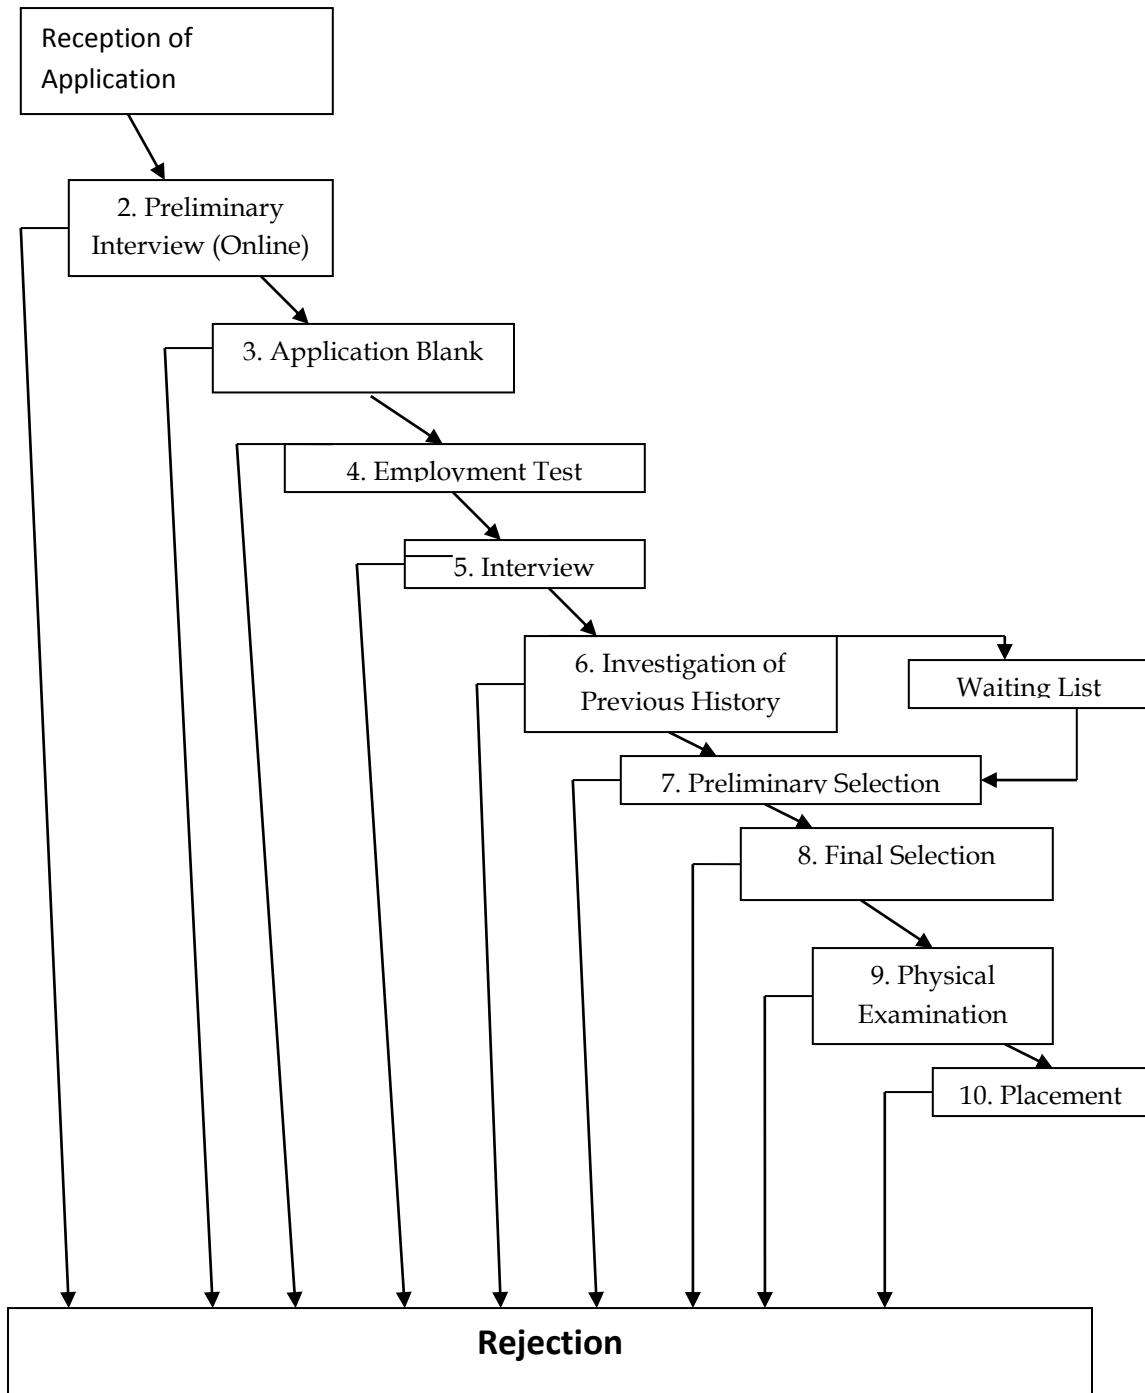 Reception of
Application
2. Preliminary
Interview (Online)
3. Application Blank
4. Employment Test
5. Interview
6. Investigation of
Previous History
Waiting List
7. Preliminary Selection
8. Final Selection
9. Physical
Examination
10. Placement
Rejection